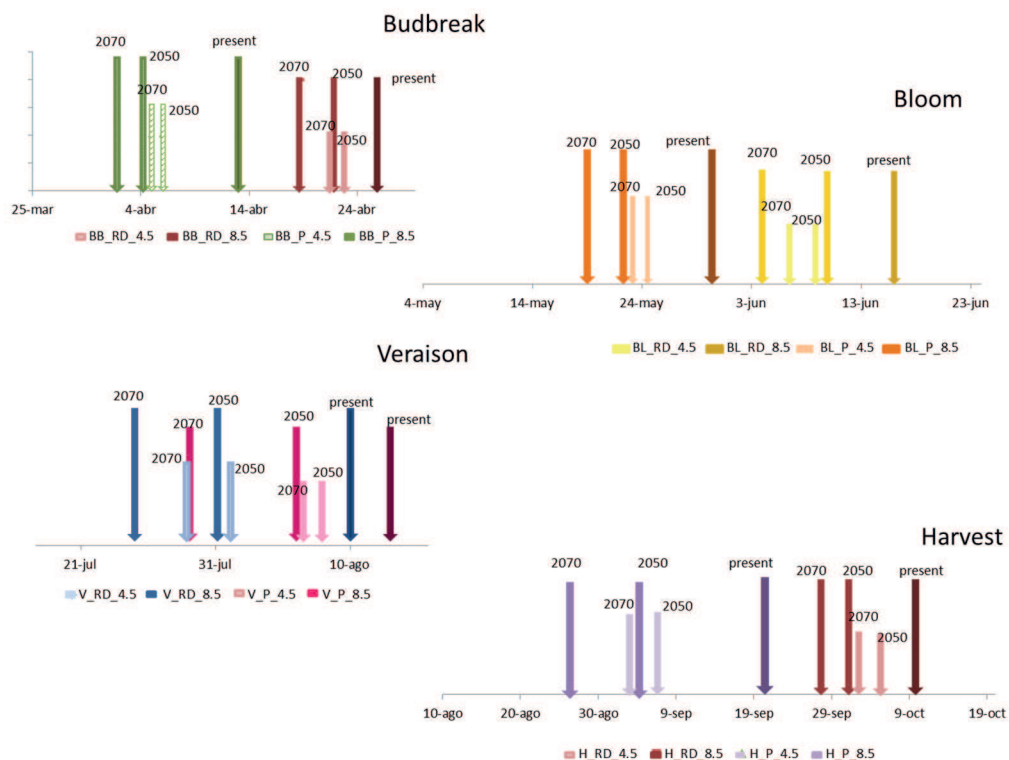 Budbreak
2070
2050
present
2070
2050
present
2070
2050
2070
2050
25-mar 4-abr 14-abr 24-abr
BB_RD_4.5 BB_RD_8.5 BB_P_4.5 BB_P_8.5
Bloom
2070
2050
present
2070
2050
present
2070
2050
2070
2050
4-may 14-may 24-may 3-jun 13-jun 23-jun
BL_RD_4.5 BL_RD_8.5 BL_P_4.5 BL_P_8.5
Veraison
2070
2050
present
2070
2050
present
2070
2050
2070
2050
21-jul 31-jul 10-ago
V_RD_4.5 V_RD_8.5 V_P_4.5 V_P_8.5
Harvest
2070
2050
present
2070
2050
present
2070
2050
2070
2050
10-ago 20-ago 30-ago 9-sep 19-sep 29-sep 9-oct 19-oct
H_RD_4.5 H_RD_8.5 H_P_4.5 H_P_8.5